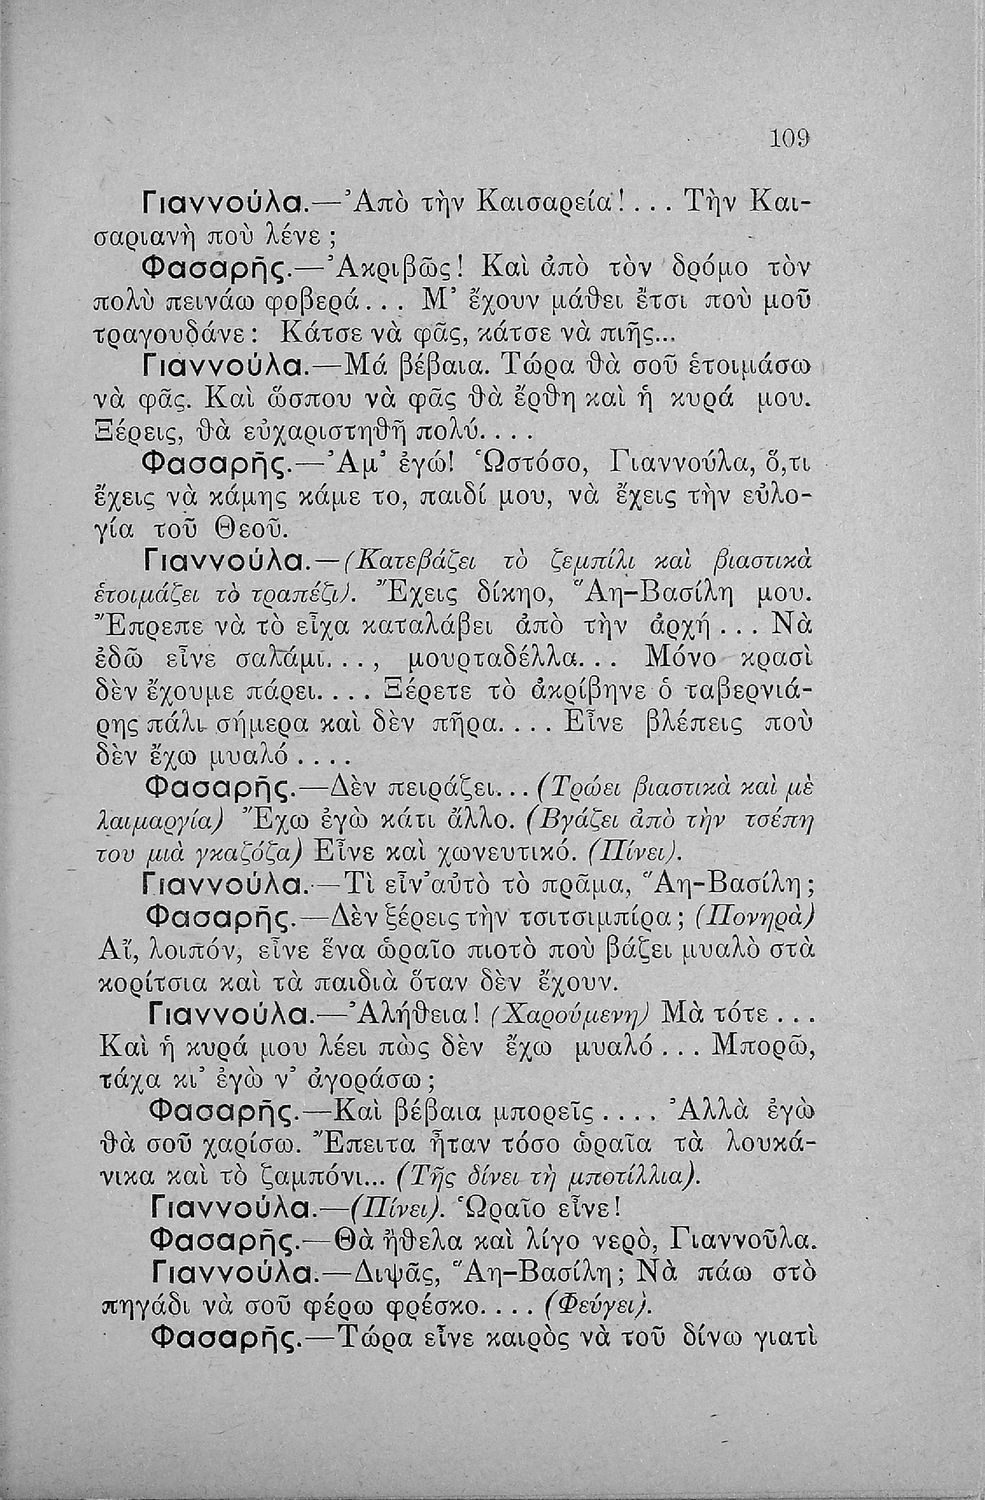 109
Γιαννούλα.—Ἀπὸ τὴν Καισαρεία!... Τὴν Και-
σαριανὴ ποὺ λένε ;
Φασαρῆς.—Ἀκριβῶς! Καὶ ἀπὸ τὸν δρόμο τὸν
πολὺ πεινάω φοβερά... Μ' ἔχουν μάθει ἔτσι ποὺ μοῦ
τραγουδάνε : Κάτσε νὰ φᾶς, κάτσε νὰ πιῆς...
Γιαννούλα.—Μά βέβαια. Τώρα θὰ σοῦ ἑτοιμάσω
νὰ φᾶς. Καὶ ὥσπου νὰ φᾶς θὰ ἔρθη καὶ ἡ κυρά μου.
Ξέρεις, θὰ εὐχαριστηθῆ πολύ....
Φασαρῆς.—Ἀμ' ἐγώ! Ὡστόσο, Γιαννούλα, ὅ,τι
ἔχεις νὰ κάμης κάμε το, παιδί μου, νὰ ἔχεις τὴν εὐλο-
γία τοῦ Θεοῦ.
Γιαννούλα.—(Κατεβάζει τὸ ζεμπίλι καὶ βιαστικὰ
ἑτοιμάζει τὸ τραπέζι). Ἔχεις δίκηο, Ἅη-Βασίλη μου.
Ἔπρεπε νὰ τὸ εἶχα καταλάβει ἀπὸ τὴν ἀρχή... Νὰ
ἐδῶ εἶνε σαλάμι..., μουρταδέλλα... Μόνο κρασὶ
δὲν ἔχουμε πάρει.... Ξέρετε τὸ ἀκρίβηνε ὁ ταβερνιά-
ρης πάλι σήμερα καὶ δὲν πῆρα.... Εἶνε βλέπεις ποὺ
δὲν ἔχω μυαλό....
Φασαρῆς.—Δὲν πειράζει... (Τρώει βιαστικὰ καὶ μὲ
λαιμαργία) Ἔχω ἐγὼ κάτι ἄλλο. (Βγάζει ἀπὸ τὴν τσέπη
του μιὰ γκαζόζα) Εἶνε καὶ χωνευτικό. (Πίνει).
Γιαννούλα.—Τὶ εἶν' αὐτὸ τὸ πρᾶμα, Ἅη-Βασίλη ;
Φασαρῆς.—Δὲν ξέρεις τὴν τσιτσιμπίρα ; (Πονηρὰ)
Αἴ, λοιπόν, εἶνε ἕνα ὡραῖο πιοτὸ ποὺ βάζει μυαλὸ στὰ
κορίτσια καὶ τὰ παιδιὰ ὅταν δὲν ἔχουν.
Γιαννούλα.—Ἀλήθεια! (Χαρούμενη) Μὰ τότε...
Καὶ ἡ κυρά μου λέει πὼς δὲν ἔχω μυαλό... Μπορῶ,
τάχα κι' ἐγὼ ν' ἀγοράσω ;
Φασαρῆς.—Καὶ βέβαια μπορεῖς.... Ἀλλὰ ἐγὼ
θὰ σοῦ χαρίσω. Ἔπειτα ἦταν τόσο ὡραῖα τὰ λουκά-
νικα καὶ τὸ ζαμπόνι... (Τῆς δίνει τὴ μποτίλλια).
Γιαννούλα.—(Πίνει). Ὡραῖο εἶνε!
Φασαρῆς.—Θὰ ἤθελα καὶ λίγο νερὸ, Γιαννοῦλα.
Γιαννούλα.—Διψᾶς, Ἅη-Βασίλη ; Νὰ πάω στὸ
πηγάδι νὰ σοῦ φέρω φρέσκο.... (Φεύγει).
Φασαρῆς.—Τώρα εἶνε καιρὸς νὰ τοῦ δίνω γιατὶ